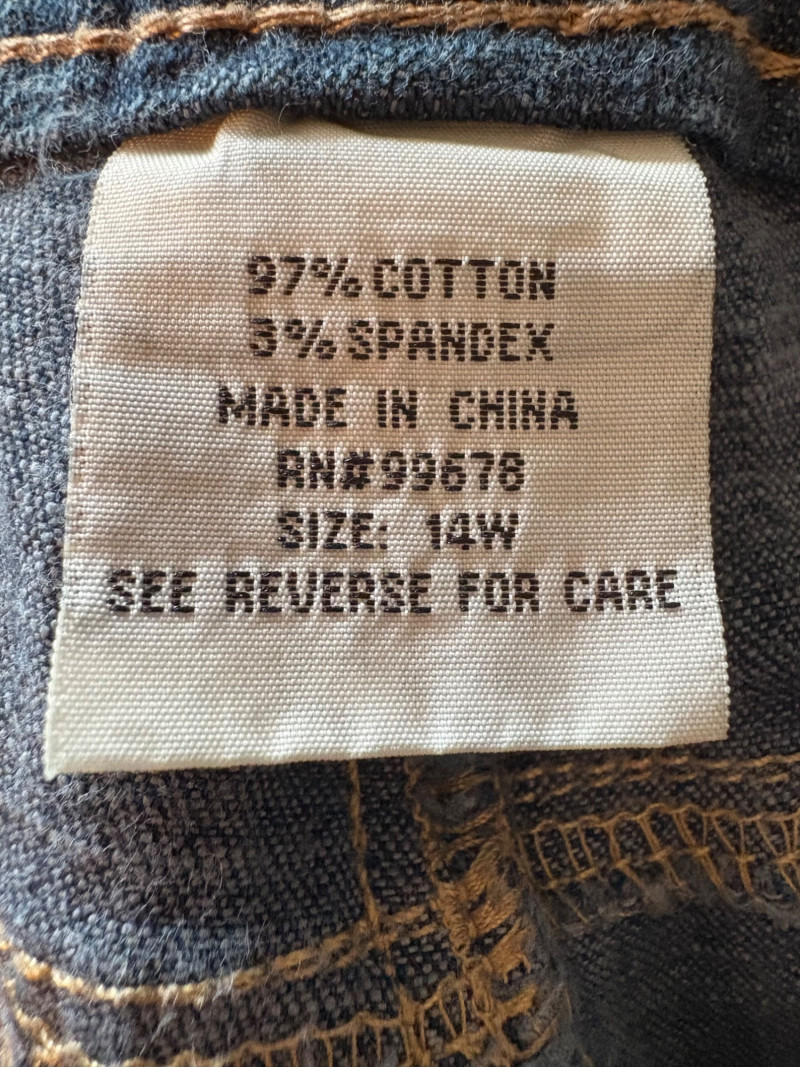 97% COTTON
3% SPANDEX
MADE IN CHINA
RN#99678
SIZE: 14W
SEE REVERSE FOR CARE